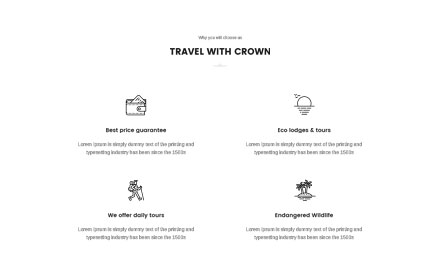 Why you will choose us
TRAVEL WITH CROWN
Best price guarantee
Lorem Ipsum is simply dummy text of the printing and
typesetting industry has been since the 1500s
Eco lodges & tours
Lorem Ipsum is simply dummy text of the printing and
typesetting industry has been since the 1500s
We offer daily tours
Lorem Ipsum is simply dummy text of the printing and
typesetting industry has been since the 1500s
Endangered Wildlife
Lorem Ipsum is simply dummy text of the printing and
typesetting industry has been since the 1500s